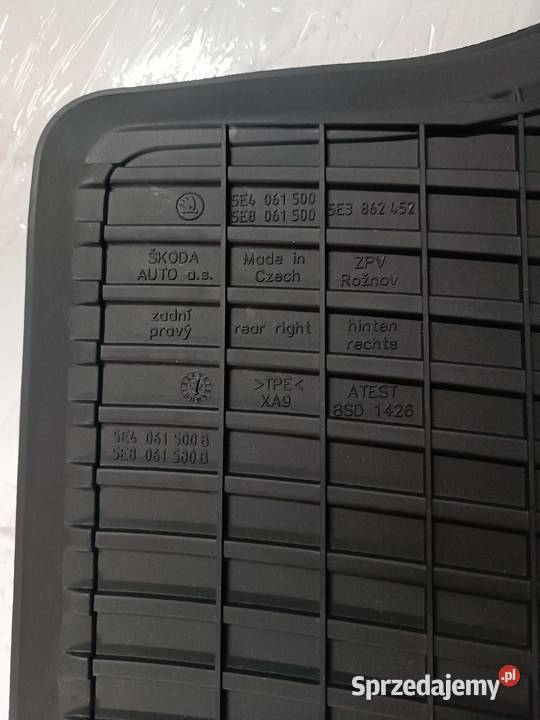 5E4 061 500
5E8 061 500
5E3 862 452
ŠKODA
AUTO a.s.
Made in
Czech
ZPV
Rožnov
zadní
pravý
rear right
hinten
rechts
>TPE<
XA9
ATEST
8SD 1426
5E4 061 500 B
5E8 061 500 B
Sprzedajemy.pl